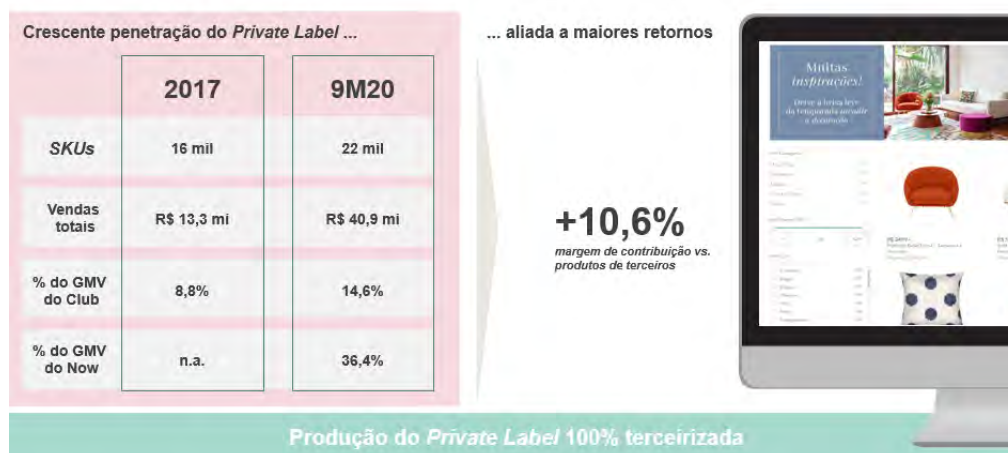 Crescente penetração do Private Label ...
... aliada a maiores retornos
2017
9M20
SKUs
16 mil
22 mil
Vendas
totais
R$ 13,3 mi
R$ 40,9 mi
% do GMV
do Club
8,8%
14,6%
% do GMV
do Now
n.a.
36,4%
+10,6%
margem de contribuição vs.
produtos de terceiros
Muitas
inspirações!
Produção do Private Label 100% terceirizada